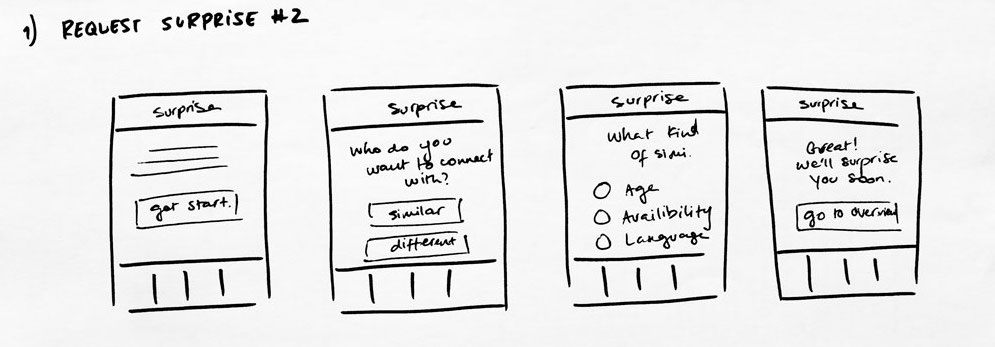 1) REQUEST SURPRISE #2
surprise
get start.
surprise
who do you
want to connect
with?
similar
different
surprise
What kind
of simi.
Age
Availibility
Language
surprise
Great!
we'll surprise
you soon.
go to overview